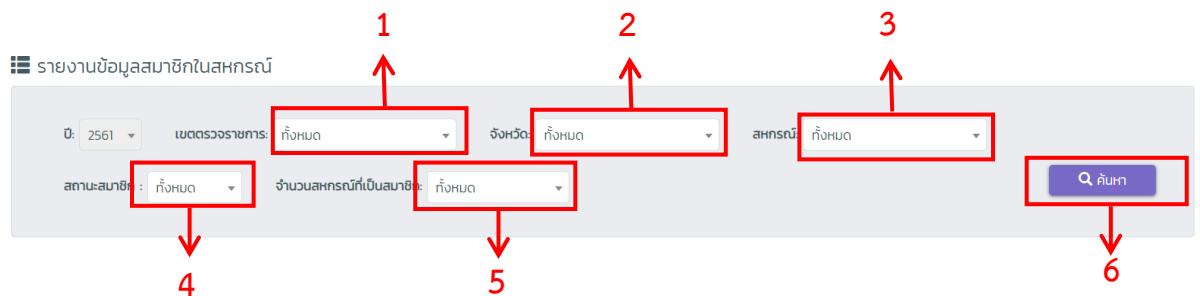 1 2 3
รายงานข้อมูลสมาชิกในสหกรณ์
ปี: 2561 เขตตรวจราชการ: ทั้งหมด จังหวัด: ทั้งหมด สหกรณ์: ทั้งหมด
สถานะสมาชิก : ทั้งหมด จำนวนสหกรณ์ที่เป็นสมาชิก: ทั้งหมด ค้นหา
4 5 6